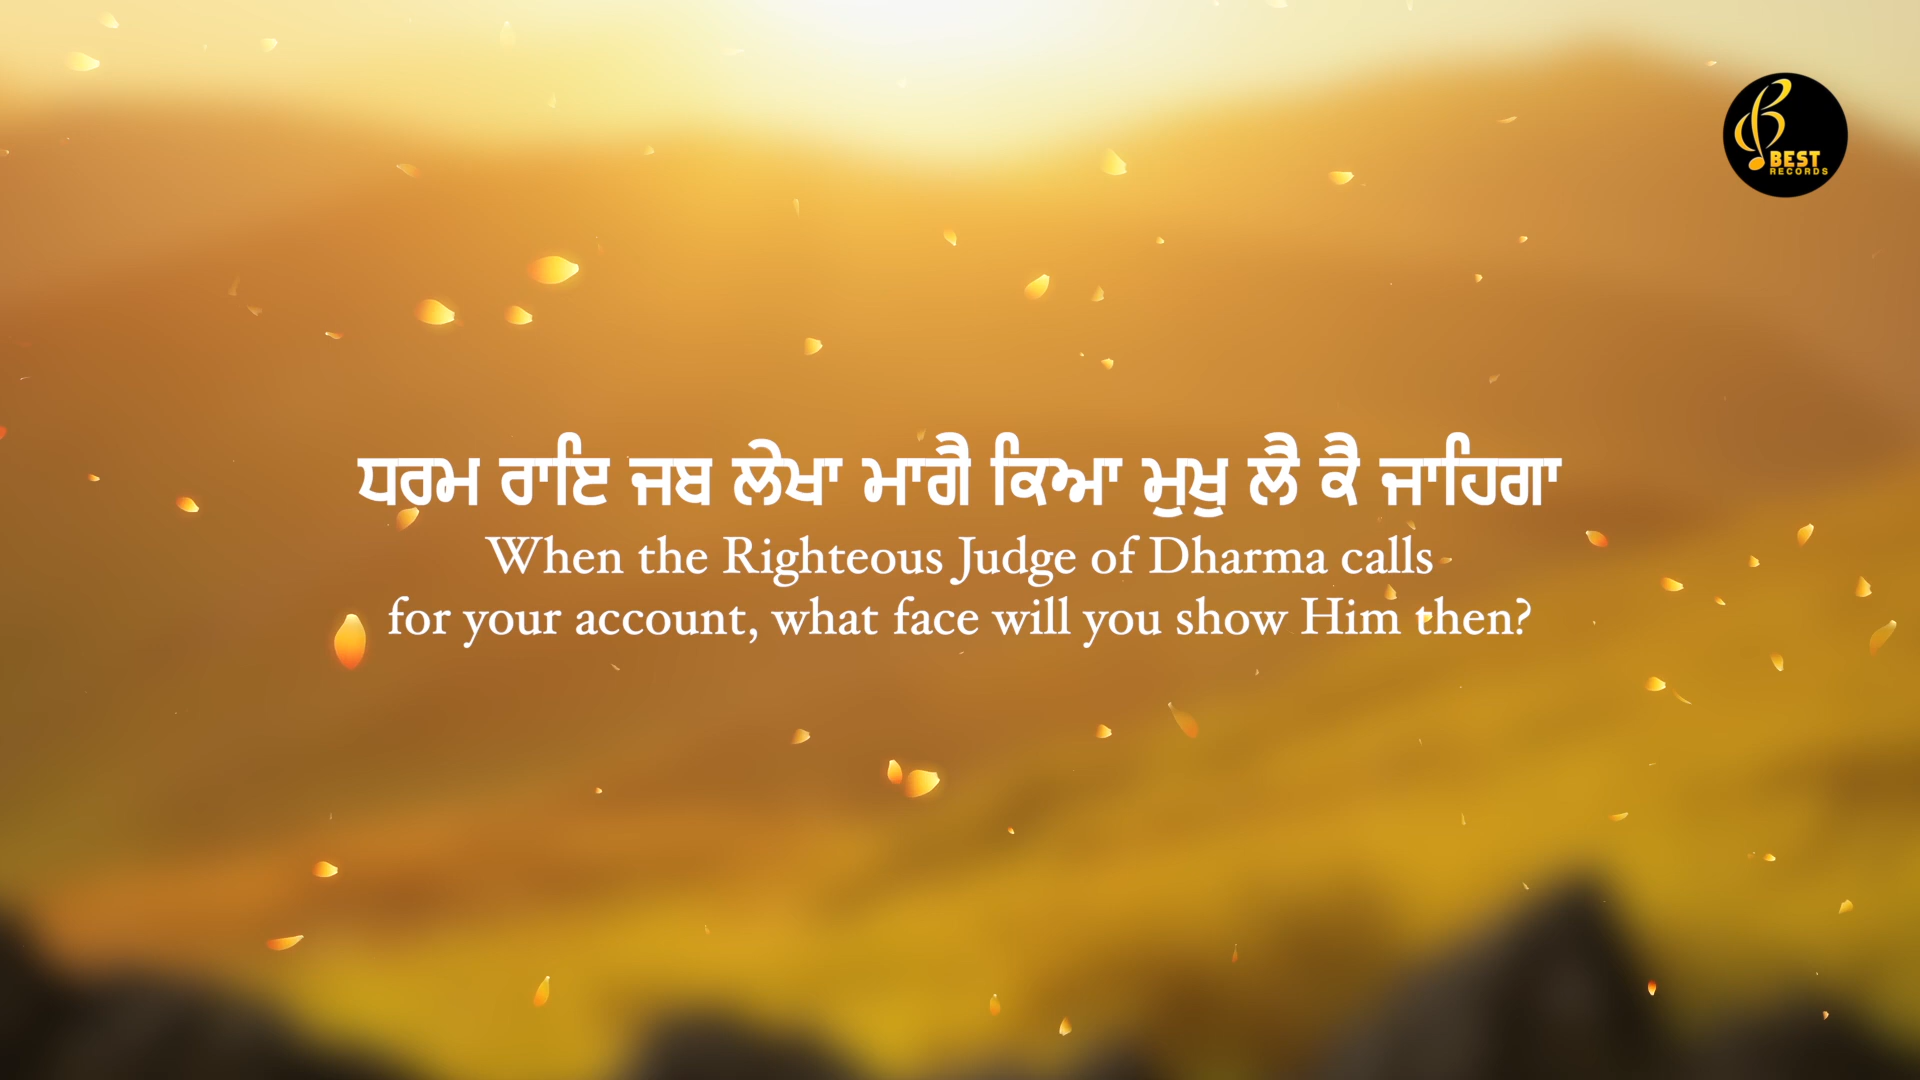 BEST
RECORDS
ਧਰਮ ਰਾਇ ਜਬ ਲੇਖਾ ਮਾਗੈ ਕਿਆ ਮੁਖੁ ਲੈ ਕੈ ਜਾਹਿਗਾ
When the Righteous Judge of Dharma calls
for your account, what face will you show Him then?